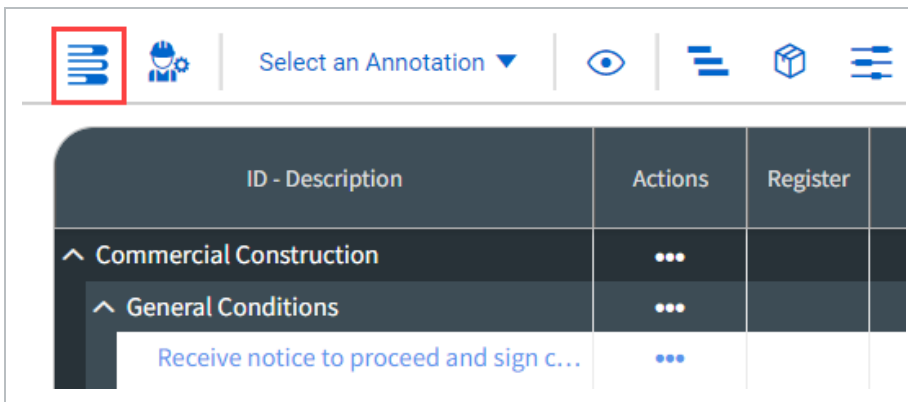 Select an Annotation
ID - Description Actions Register
Commercial Construction
General Conditions
Receive notice to proceed and sign c...